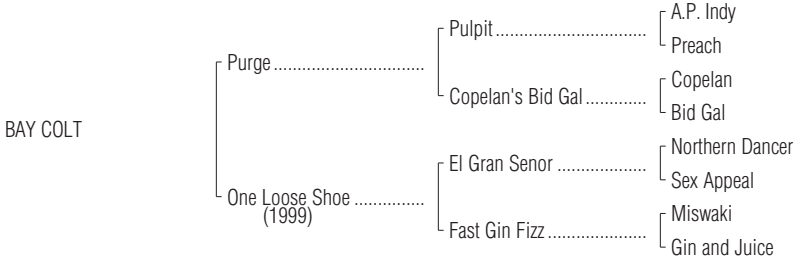 A.P. Indy
Pulpit................................
Preach
Purge................................
Copelan
Copelan's Bid Gal.............
Bid Gal
BAY COLT
Northern Dancer
El Gran Senor ...................
Sex Appeal
One Loose Shoe ...............
(1999)
Miswaki
Fast Gin Fizz.....................
Gin and Juice